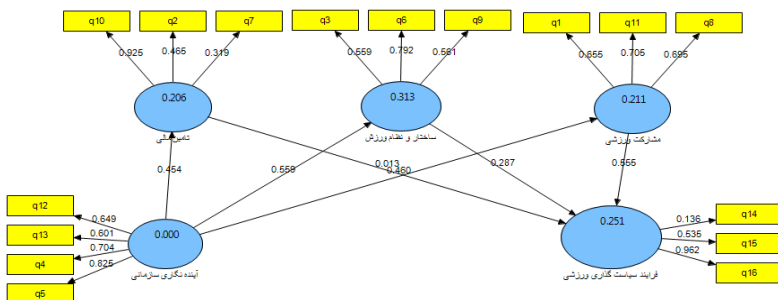 q10
q2
q7
q3
q6
q9
q1
q11
q8
0.925
0.465
0.319
0.559
0.792
0.561
0.655
0.705
0.695
0.206
0.313
0.211
تامین مالی
ساختار و نظام ورزش
مشارکت ورزشی
0.454
0.559
0.013
0.460
0.287
0.555
q12
q13
q4
q5
0.649
0.601
0.704
0.825
0.000
آینده نگاری سازمانی
0.251
فرایند سیاست گذاری ورزشی
0.136
0.535
0.962
q14
q15
q16